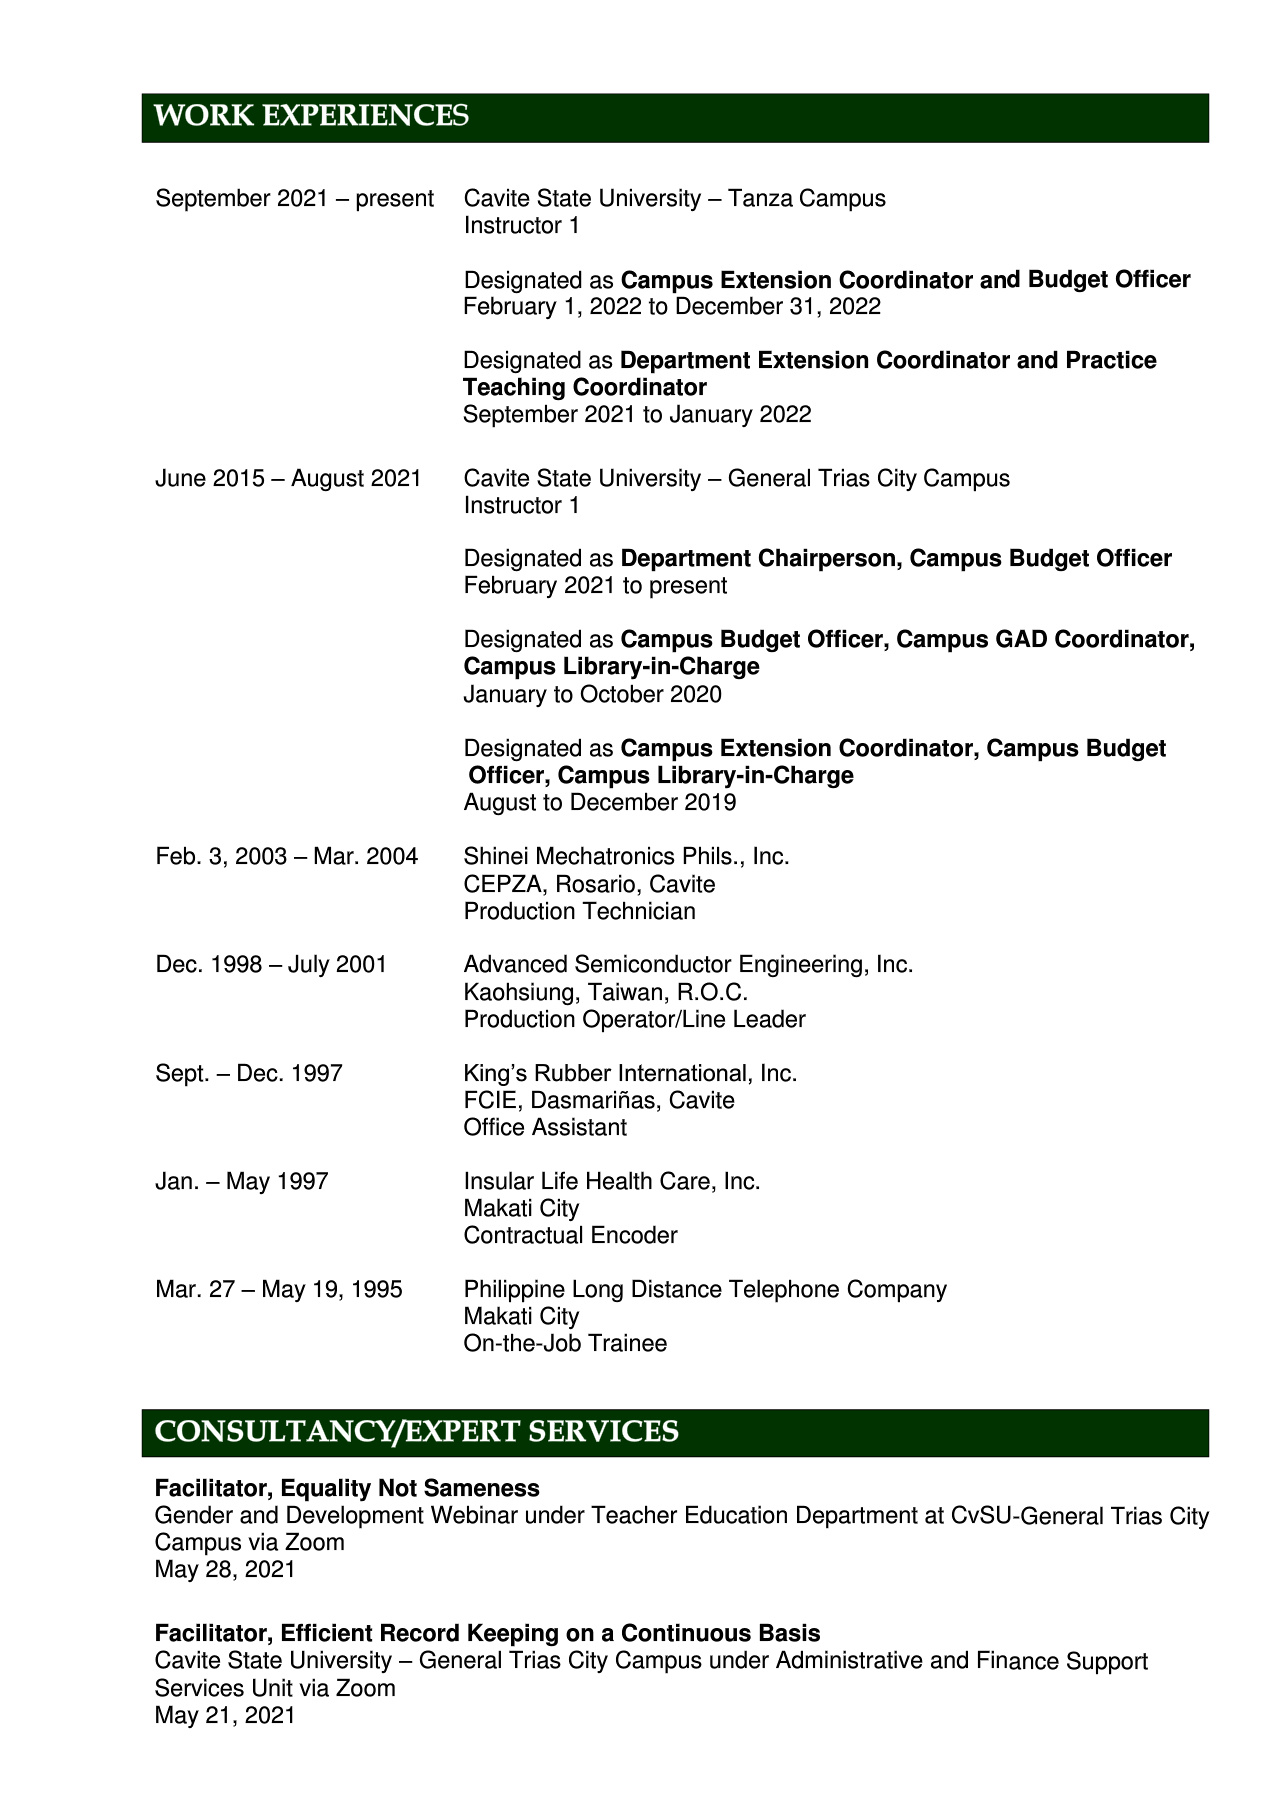 WORK EXPERIENCES
September 2021 – present Cavite State University – Tanza Campus
Instructor 1
Designated as Campus Extension Coordinator and Budget Officer
February 1, 2022 to December 31, 2022
Designated as Department Extension Coordinator and Practice
Teaching Coordinator
September 2021 to January 2022
June 2015 – August 2021 Cavite State University – General Trias City Campus
Instructor 1
Designated as Department Chairperson, Campus Budget Officer
February 2021 to present
Designated as Campus Budget Officer, Campus GAD Coordinator,
Campus Library-in-Charge
January to October 2020
Designated as Campus Extension Coordinator, Campus Budget
Officer, Campus Library-in-Charge
August to December 2019
Feb. 3, 2003 – Mar. 2004 Shinei Mechatronics Phils., Inc.
CEPZA, Rosario, Cavite
Production Technician
Dec. 1998 – July 2001 Advanced Semiconductor Engineering, Inc.
Kaohsiung, Taiwan, R.O.C.
Production Operator/Line Leader
Sept. – Dec. 1997 King’s Rubber International, Inc.
FCIE, Dasmariñas, Cavite
Office Assistant
Jan. – May 1997 Insular Life Health Care, Inc.
Makati City
Contractual Encoder
Mar. 27 – May 19, 1995 Philippine Long Distance Telephone Company
Makati City
On-the-Job Trainee
CONSULTANCY/EXPERT SERVICES
Facilitator, Equality Not Sameness
Gender and Development Webinar under Teacher Education Department at CvSU-General Trias City
Campus via Zoom
May 28, 2021
Facilitator, Efficient Record Keeping on a Continuous Basis
Cavite State University – General Trias City Campus under Administrative and Finance Support
Services Unit via Zoom
May 21, 2021